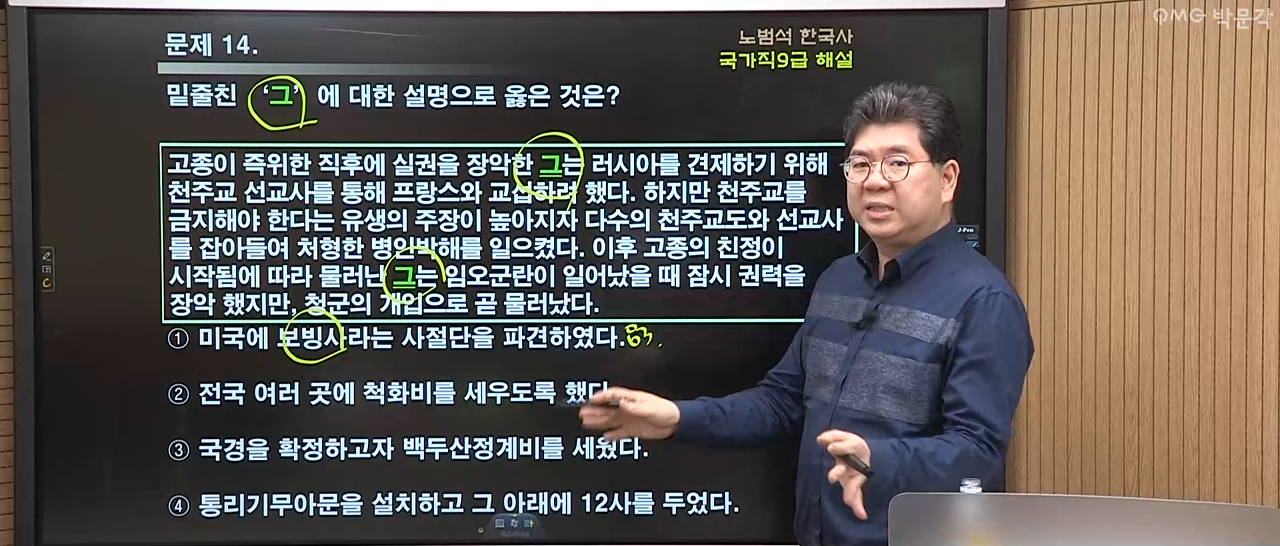 OMG 박문각
문제 14.
노범석 한국사
국가직9급 해설
밑줄친 ‘그’ 에 대한 설명으로 옳은 것은?
고종이 즉위한 직후에 실권을 장악한 그는 러시아를 견제하기 위해
천주교 선교사를 통해 프랑스와 교섭하려 했다. 하지만 천주교를
금지해야 한다는 유생의 주장이 높아지자 다수의 천주교도와 선교사
를 잡아들여 처형한 병인박해를 일으켰다. 이후 고종의 친정이
시작됨에 따라 물러난 그는 임오군란이 일어났을 때 잠시 권력을
장악 했지만, 청군의 개입으로 곧 물러났다.
① 미국에 보빙사라는 사절단을 파견하였다.
② 전국 여러 곳에 척화비를 세우도록 했다
③ 국경을 확정하고자 백두산정계비를 세웠다.
④ 통리기무아문을 설치하고 그 아래에 12사를 두었다.
J-Pen